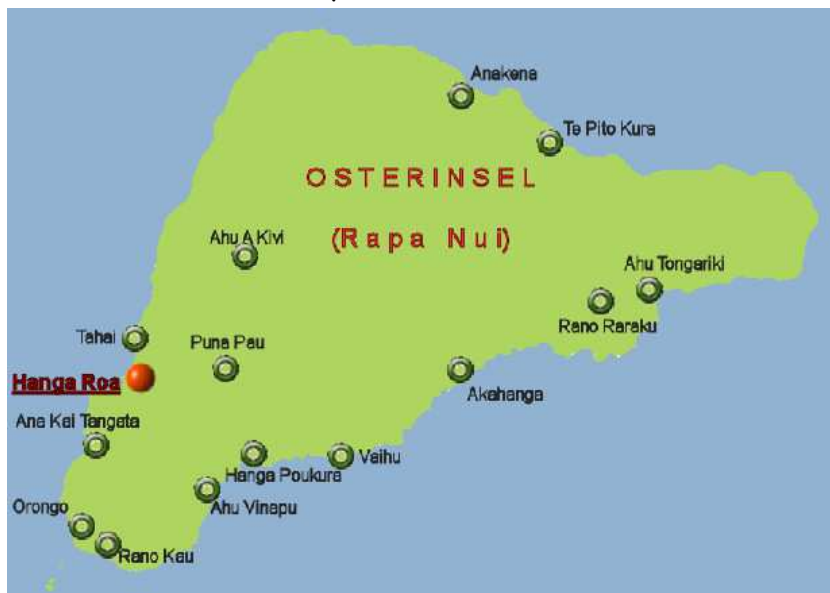 Anakena
Te Pito Kura
OSTERINSEL
(Rapa Nui)
Ahu A Kivi
Ahu Tongariki
Rano Raraku
Tahai
Puna Pau
Hanga Roa
Akahanga
Ana Kai Tangata
Vaihu
Hanga Poukura
Ahu Vinapu
Orongo
Rano Kau